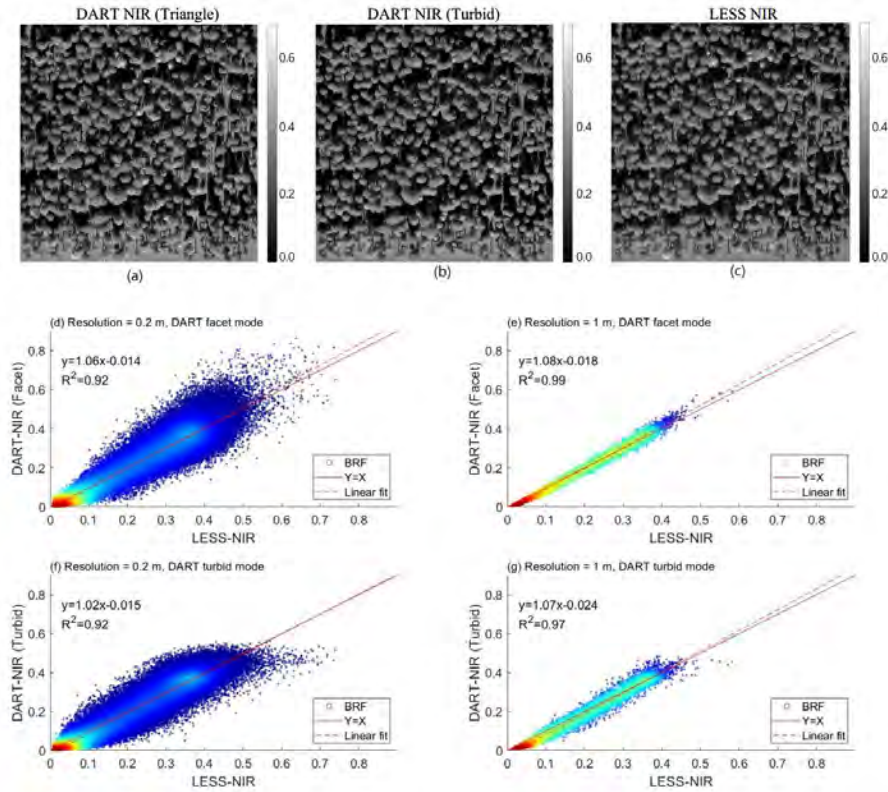 DART NIR (Triangle)
DART NIR (Turbid)
LESS NIR
0.6
0.4
0.2
0.0
0.6
0.4
0.2
0.0
0.6
0.4
0.2
0.0
(a)
(b)
(c)
(d) Resolution = 0.2 m, DART facet mode
y=1.06x-0.014
R²=0.92
DART-NIR (Facet)
0.8
0.6
0.4
0.2
0
BRF
Y=X
Linear fit
0 0.1 0.2 0.3 0.4 0.5 0.6 0.7 0.8
LESS-NIR
(e) Resolution = 1 m, DART facet mode
y=1.08x-0.018
R²=0.99
DART-NIR (Facet)
0.8
0.6
0.4
0.2
0
BRF
Y=X
Linear fit
0 0.1 0.2 0.3 0.4 0.5 0.6 0.7 0.8
LESS-NIR
(f) Resolution = 0.2 m, DART turbid mode
y=1.02x-0.015
R²=0.92
DART-NIR (Turbid)
0.8
0.6
0.4
0.2
0
BRF
Y=X
Linear fit
0 0.1 0.2 0.3 0.4 0.5 0.6 0.7 0.8
LESS-NIR
(g) Resolution = 1 m, DART turbid mode
y=1.07x-0.024
R²=0.97
DART-NIR (Turbid)
0.8
0.6
0.4
0.2
0
BRF
Y=X
Linear fit
0 0.1 0.2 0.3 0.4 0.5 0.6 0.7 0.8
LESS-NIR